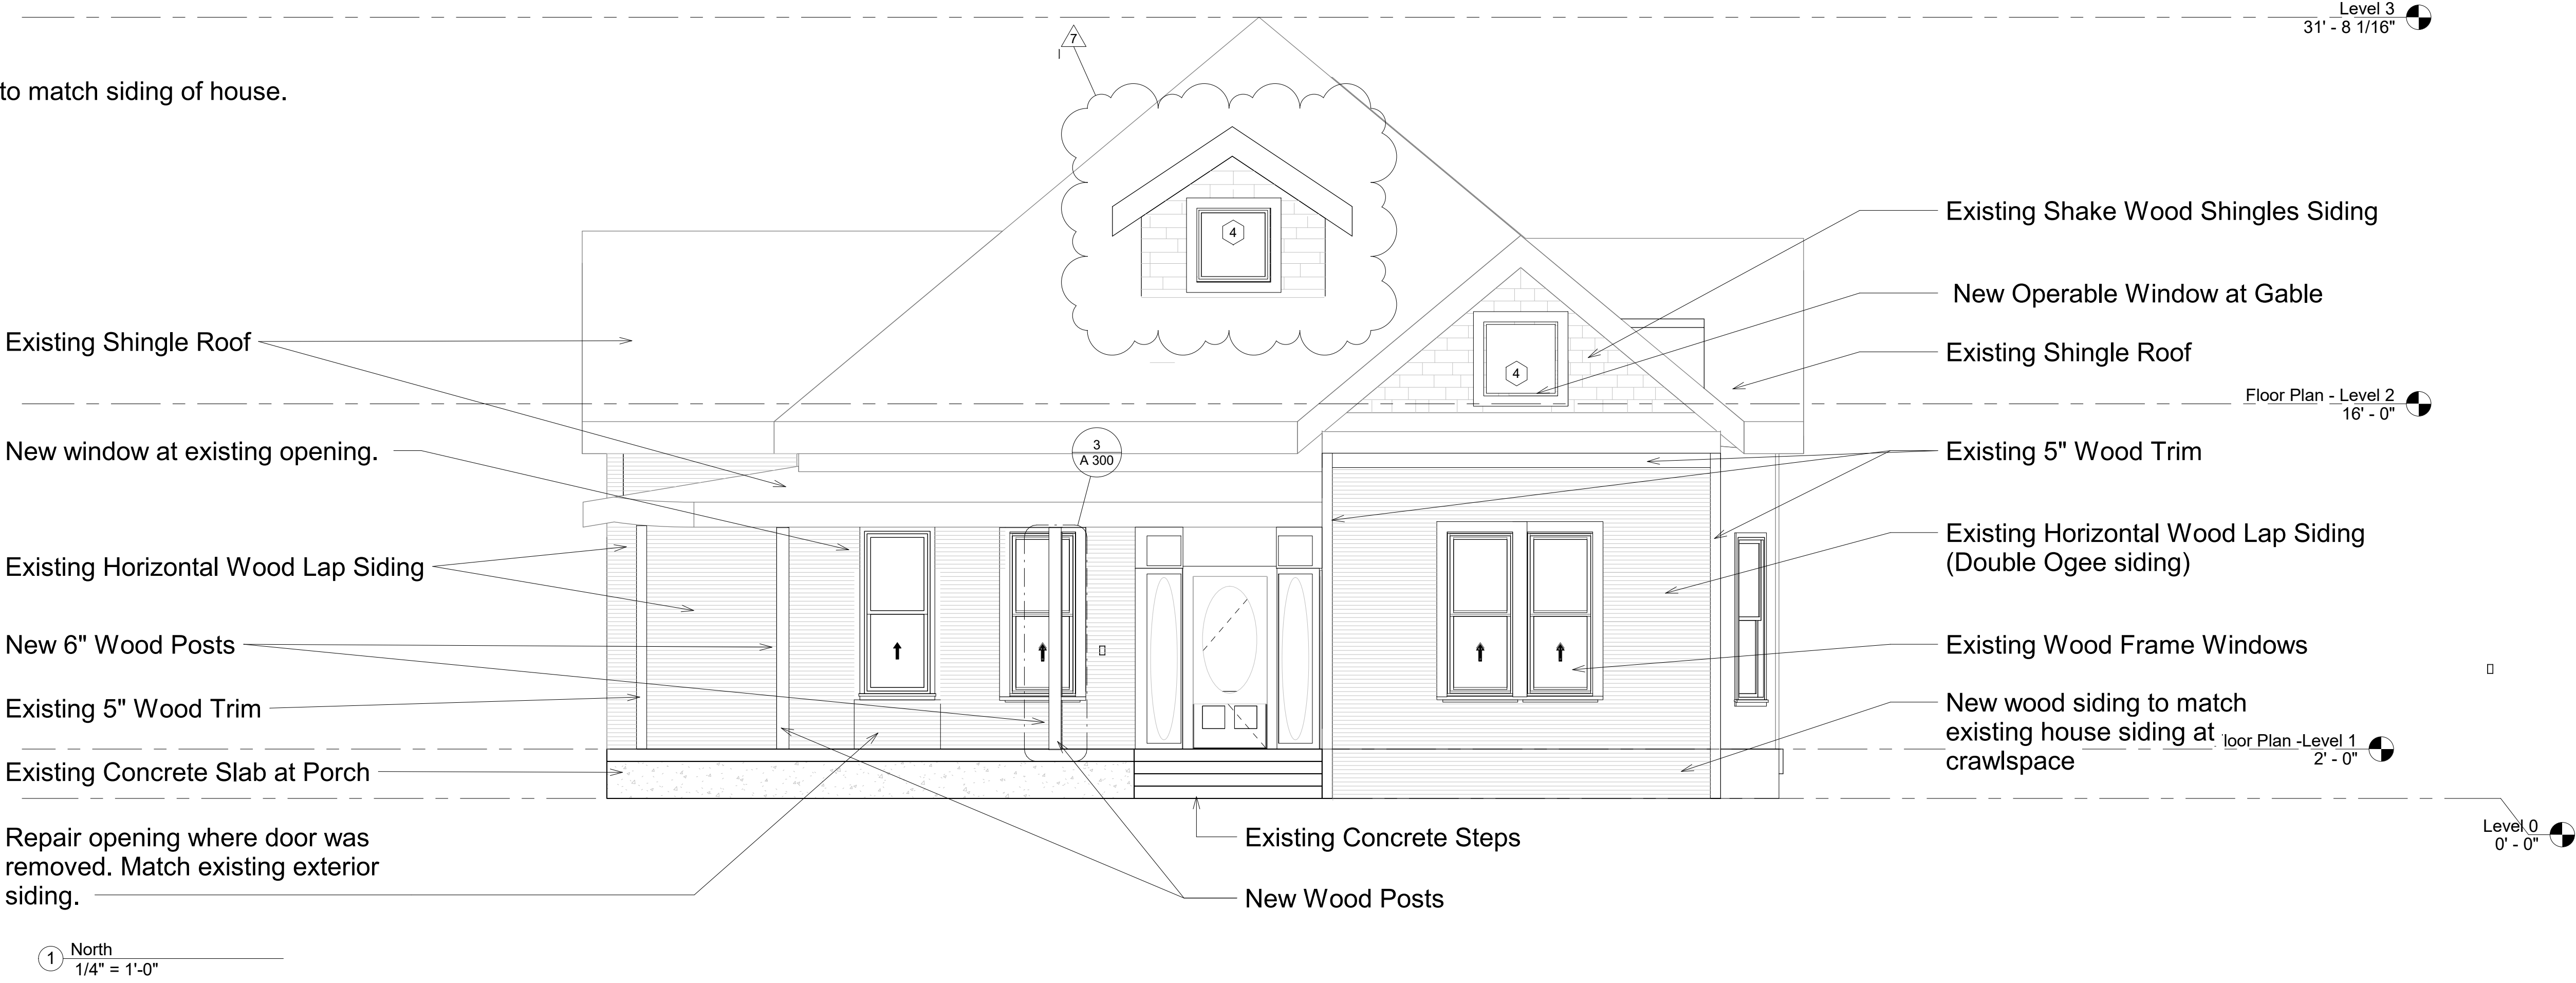 Level 3
31' - 8 1/16"
7
to match siding of house.
4
Existing Shake Wood Shingles Siding
New Operable Window at Gable
Existing Shingle Roof
Existing Shingle Roof
4
Floor Plan - Level 2
16' - 0"
New window at existing opening.
3
A 300
Existing 5" Wood Trim
Existing Horizontal Wood Lap Siding
(Double Ogee siding)
Existing Horizontal Wood Lap Siding
New 6" Wood Posts
Existing Wood Frame Windows
Existing 5" Wood Trim
New wood siding to match
existing house siding at
crawlspace
loor Plan -Level 1
2' - 0"
Existing Concrete Slab at Porch
Level 0
0' - 0"
Repair opening where door was
removed. Match existing exterior
siding.
Existing Concrete Steps
New Wood Posts
1
North
1/4" = 1'-0"